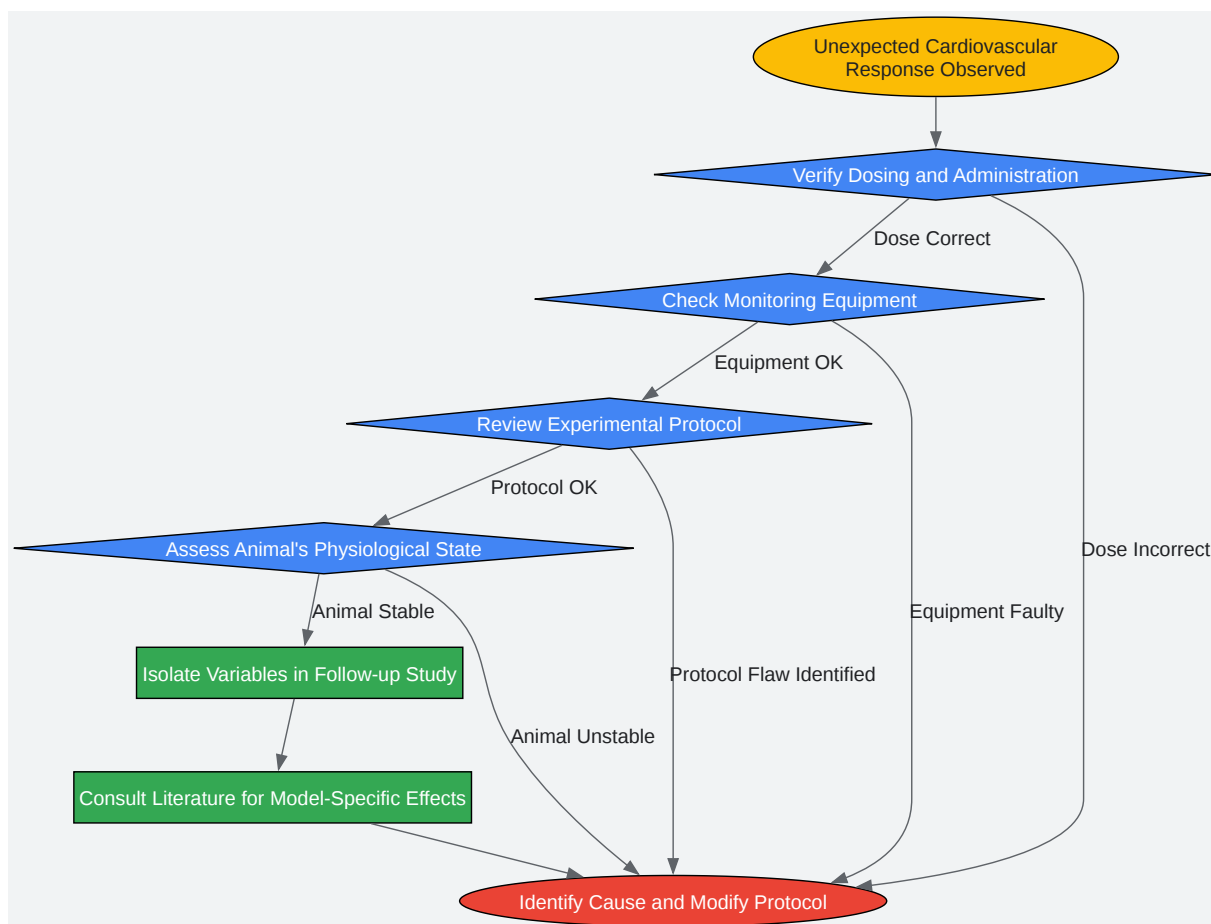 Unexpected Cardiovascular
Response Observed
Verify Dosing and Administration
Dose Correct
Check Monitoring Equipment
Equipment OK
Review Experimental Protocol
Protocol OK
Assess Animal's Physiological State
Dose Incorrect
Animal Stable
Equipment Faulty
Isolate Variables in Follow-up Study
Protocol Flaw Identified
Animal Unstable
Consult Literature for Model-Specific Effects
Identify Cause and Modify Protocol